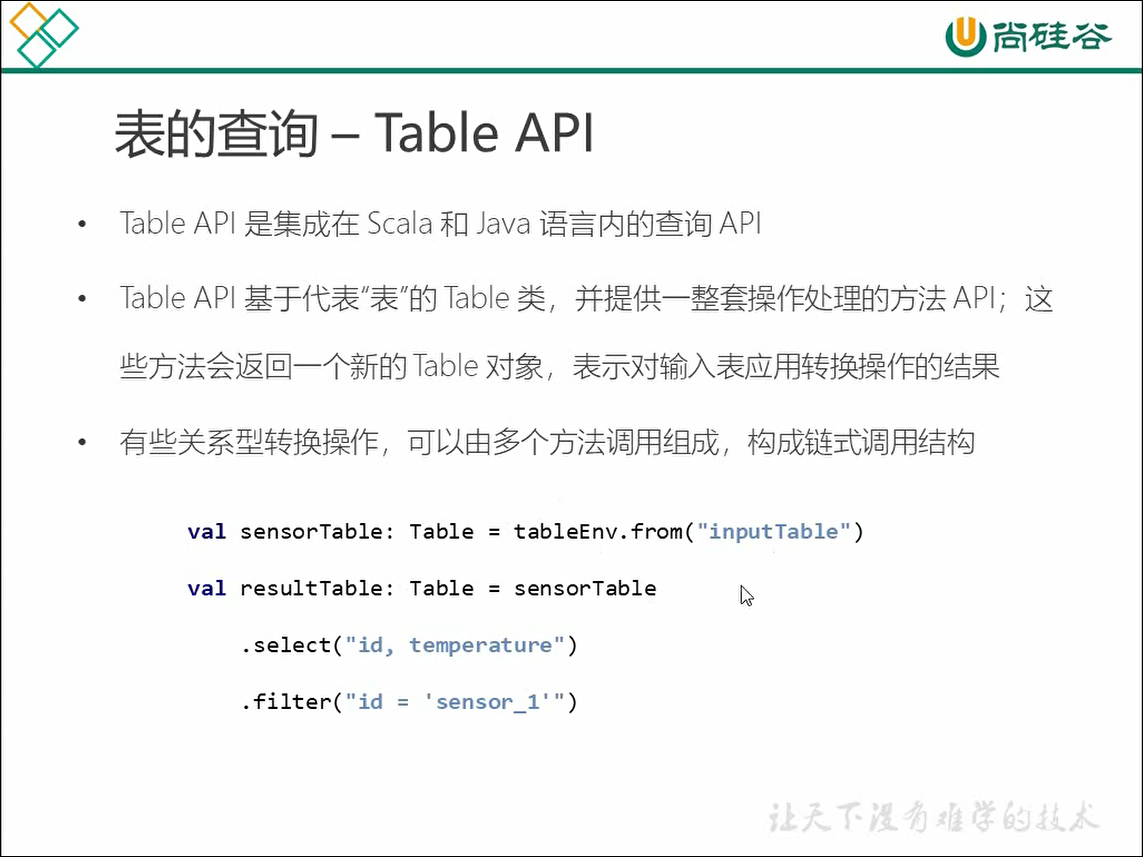 尚硅谷
表的查询 – Table API
• Table API 是集成在 Scala 和 Java 语言内的查询 API
• Table API 基于代表“表”的 Table 类，并提供一整套操作处理的方法 API；这
些方法会返回一个新的 Table 对象，表示对输入表应用转换操作的结果
• 有些关系型转换操作，可以由多个方法调用组成，构成链式调用结构
val sensorTable: Table = tableEnv.from("inputTable")
val resultTable: Table = sensorTable
.select("id, temperature")
.filter("id = 'sensor_1'")
让天下没有难学的技术